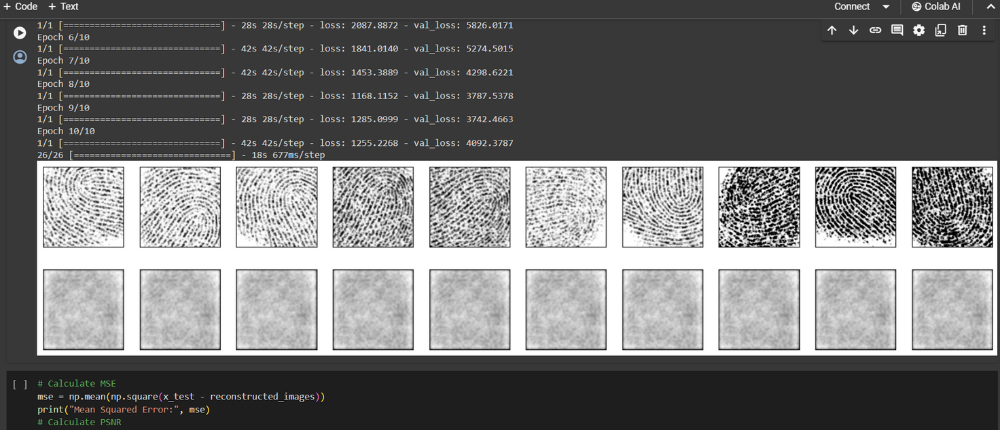 + Code + Text Connect Colab AI
1/1 [==============================] - 28s 28s/step - loss: 2087.8872 - val_loss: 5826.0171
Epoch 6/10
1/1 [==============================] - 42s 42s/step - loss: 1841.0140 - val_loss: 5274.5015
Epoch 7/10
1/1 [==============================] - 42s 42s/step - loss: 1453.3889 - val_loss: 4298.6221
Epoch 8/10
1/1 [==============================] - 28s 28s/step - loss: 1168.1152 - val_loss: 3787.5378
Epoch 9/10
1/1 [==============================] - 28s 28s/step - loss: 1285.0999 - val_loss: 3742.4663
Epoch 10/10
1/1 [==============================] - 42s 42s/step - loss: 1255.2268 - val_loss: 4092.3787
26/26 [==============================] - 18s 677ms/step
[ ] # Calculate MSE
mse = np.mean(np.square(x_test - reconstructed_images))
print("Mean Squared Error:", mse)
# Calculate PSNR